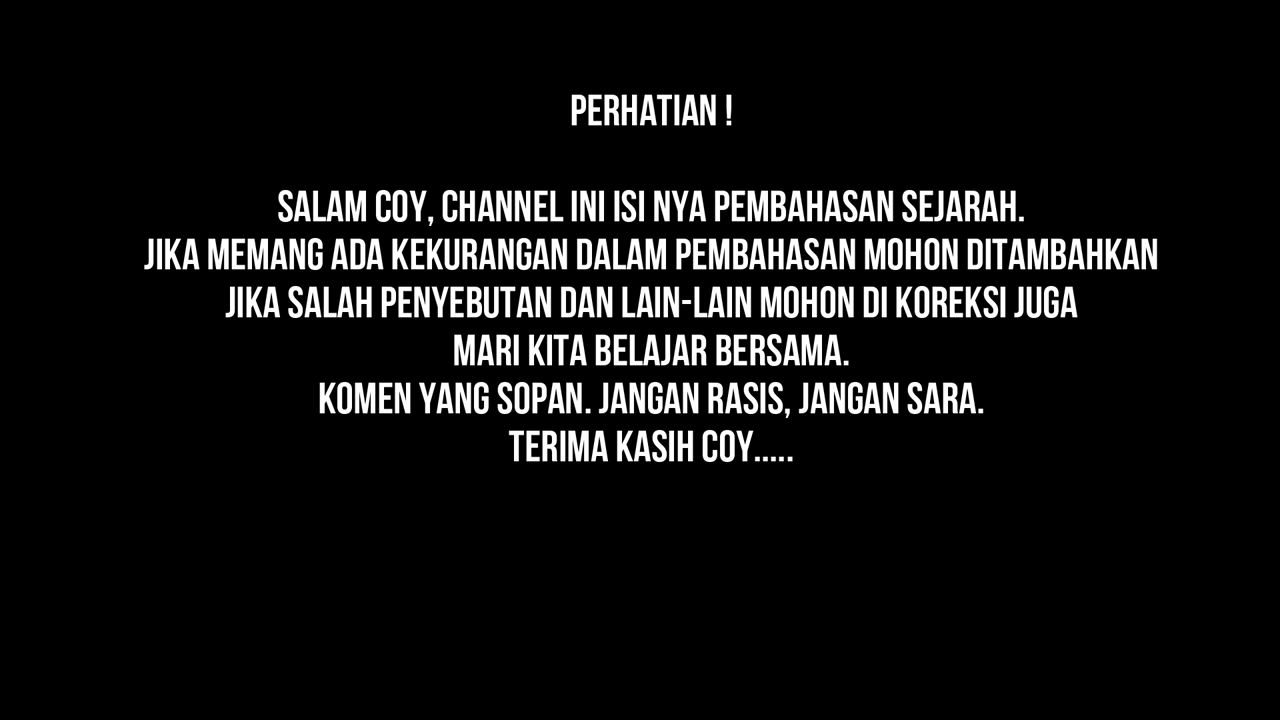 PERHATIAN !
SALAM COY, CHANNEL INI ISI NYA PEMBAHASAN SEJARAH.
JIKA MEMANG ADA KEKURANGAN DALAM PEMBAHASAN MOHON DITAMBAHKAN
JIKA SALAH PENYEBUTAN DAN LAIN-LAIN MOHON DI KOREKSI JUGA
MARI KITA BELAJAR BERSAMA.
KOMEN YANG SOPAN. JANGAN RASIS, JANGAN SARA.
TERIMA KASIH COY.....